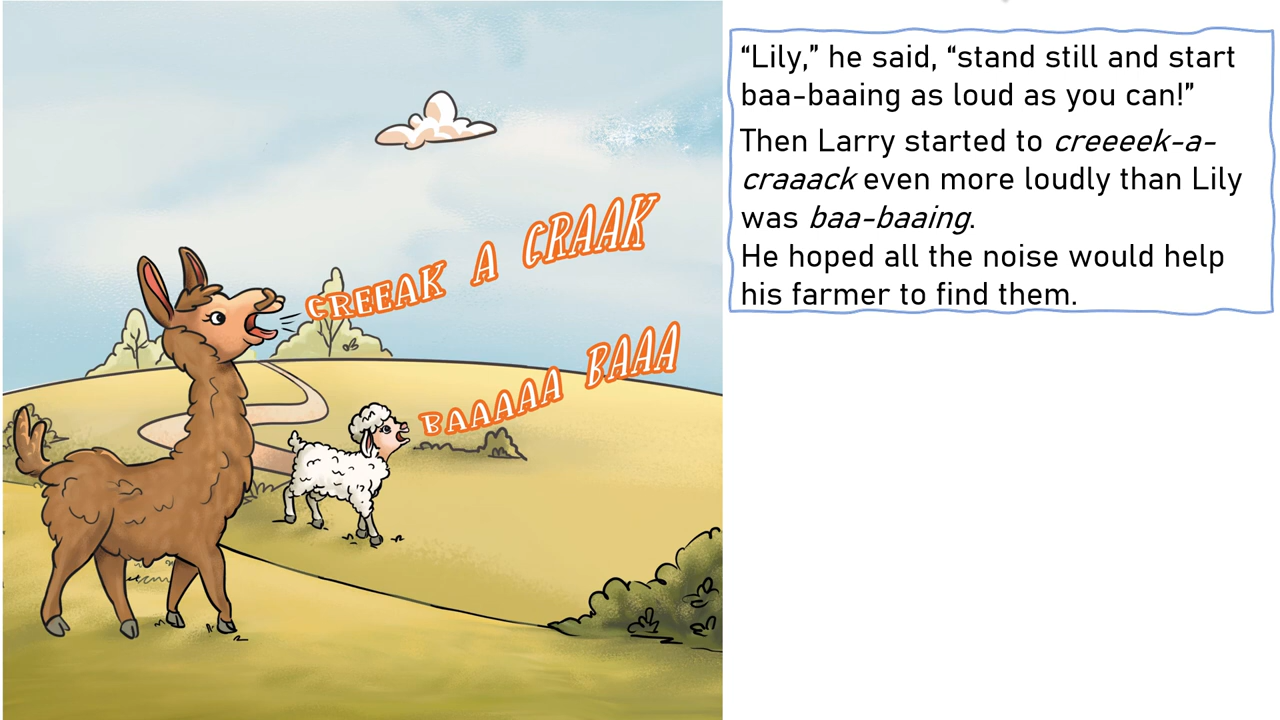 CREEAK A CRAAK
BAAAAA BAAA
“Lily,” he said, “stand still and start
baa-baaing as loud as you can!”
Then Larry started to creeeek-a-
craaack even more loudly than Lily
was baa-baaing.
He hoped all the noise would help
his farmer to find them.